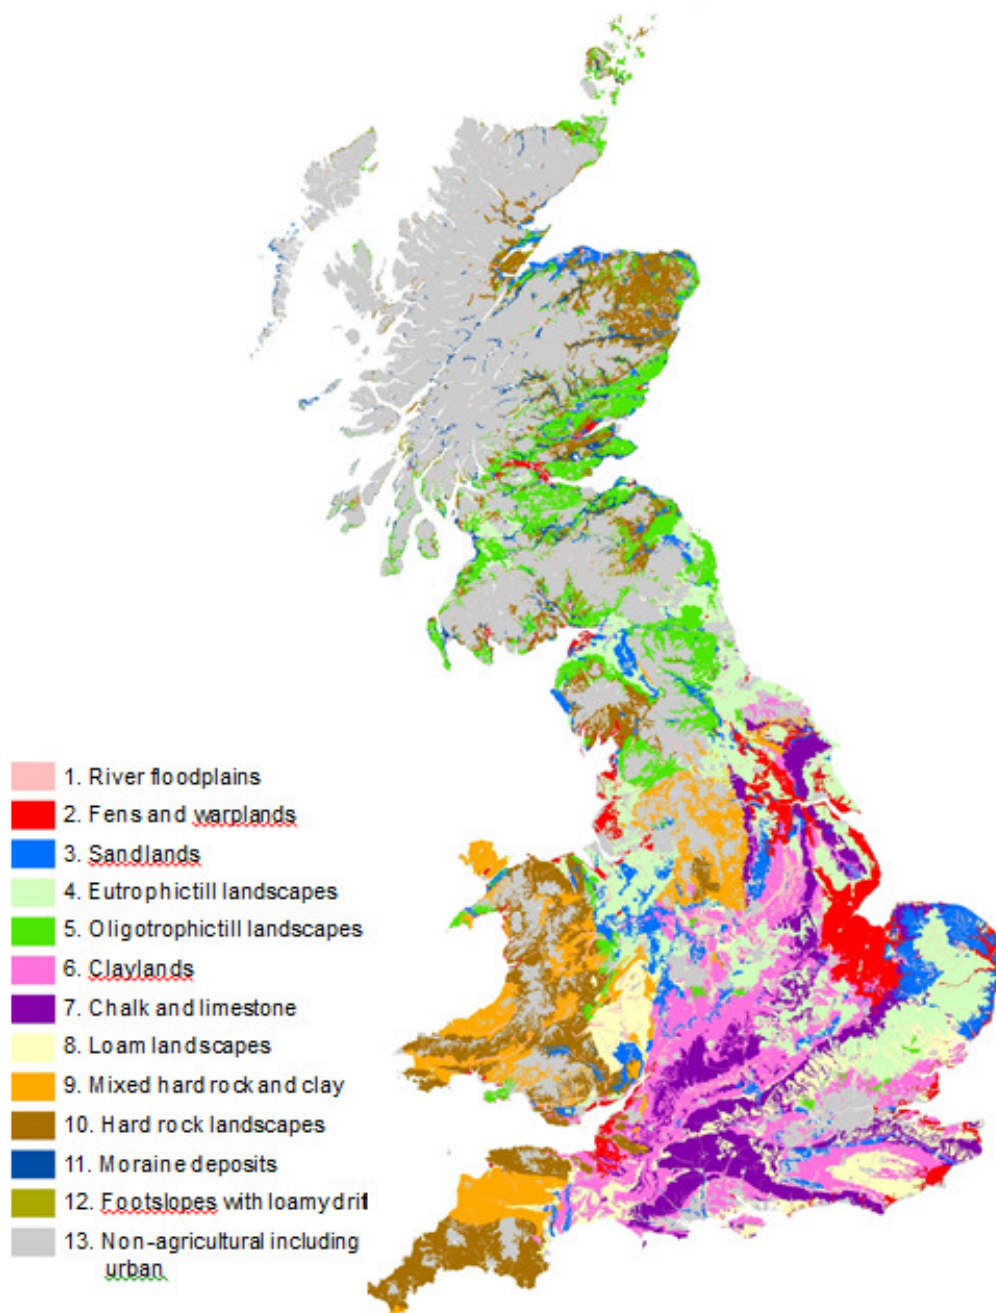 1. River floodplains
2. Fens and warplands
3. Sandlands
4. Eutrophictill landscapes
5. Oligotrophictill landscapes
6. Claylands
7. Chalk and limestone
8. Loam landscapes
9. Mixed hard rock and clay
10. Hard rock landscapes
11. Moraine deposits
12. Footslopes with loamy drif
13. Non-agricultural including
urban